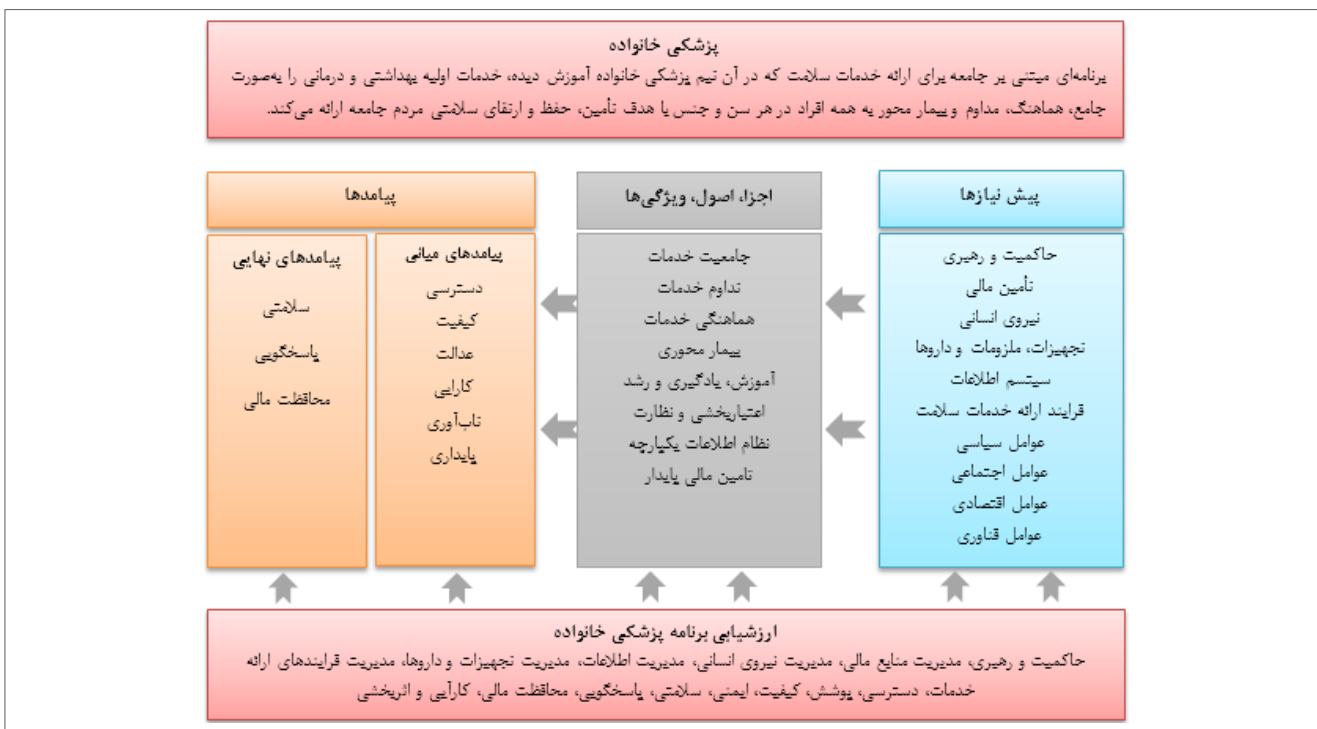 پزشکی خانواده
برنامه‌ای مبتنی بر جامعه برای ارائه خدمات سلامت که در آن تیم پزشکی خانواده آموزش دیده، خدمات اولیه بهداشتی و درمانی را به‌صورت
جامع، هماهنگ، مداوم و بیمار محور به همه افراد در هر سن و جنس با هدف تأمین، حفظ و ارتقای سلامتی مردم جامعه ارائه می‌کند.
پیش نیازها
حاکمیت و رهبری
تأمین مالی
نیروی انسانی
تجهیزات، ملزومات و داروها
سیتسم اطلاعات
فرایند ارائه خدمات سلامت
عوامل سیاسی
عوامل اجتماعی
عوامل اقتصادی
عوامل فناوری
اجزا، اصول، ویژگی‌ها
جامعیت خدمات
تداوم خدمات
هماهنگی خدمات
بیمار محوری
آموزش، یادگیری و رشد
اعتباربخشی و نظارت
نظام اطلاعات یکپارچه
تامین مالی پایدار
پیامدها
پیامدهای میانی
دسترسی
کیفیت
عدالت
کارایی
تاب‌آوری
پایداری
پیامدهای نهایی
سلامتی
پاسخگویی
محافظت مالی
ارزشیابی برنامه پزشکی خانواده
حاکمیت و رهبری، مدیریت منابع مالی، مدیریت نیروی انسانی، مدیریت اطلاعات، مدیریت تجهیزات و داروها، مدیریت فرایندهای ارائه
خدمات، دسترسی، پوشش، کیفیت، ایمنی، سلامتی، پاسخگویی، محافظت مالی، کارآیی و اثربخشی